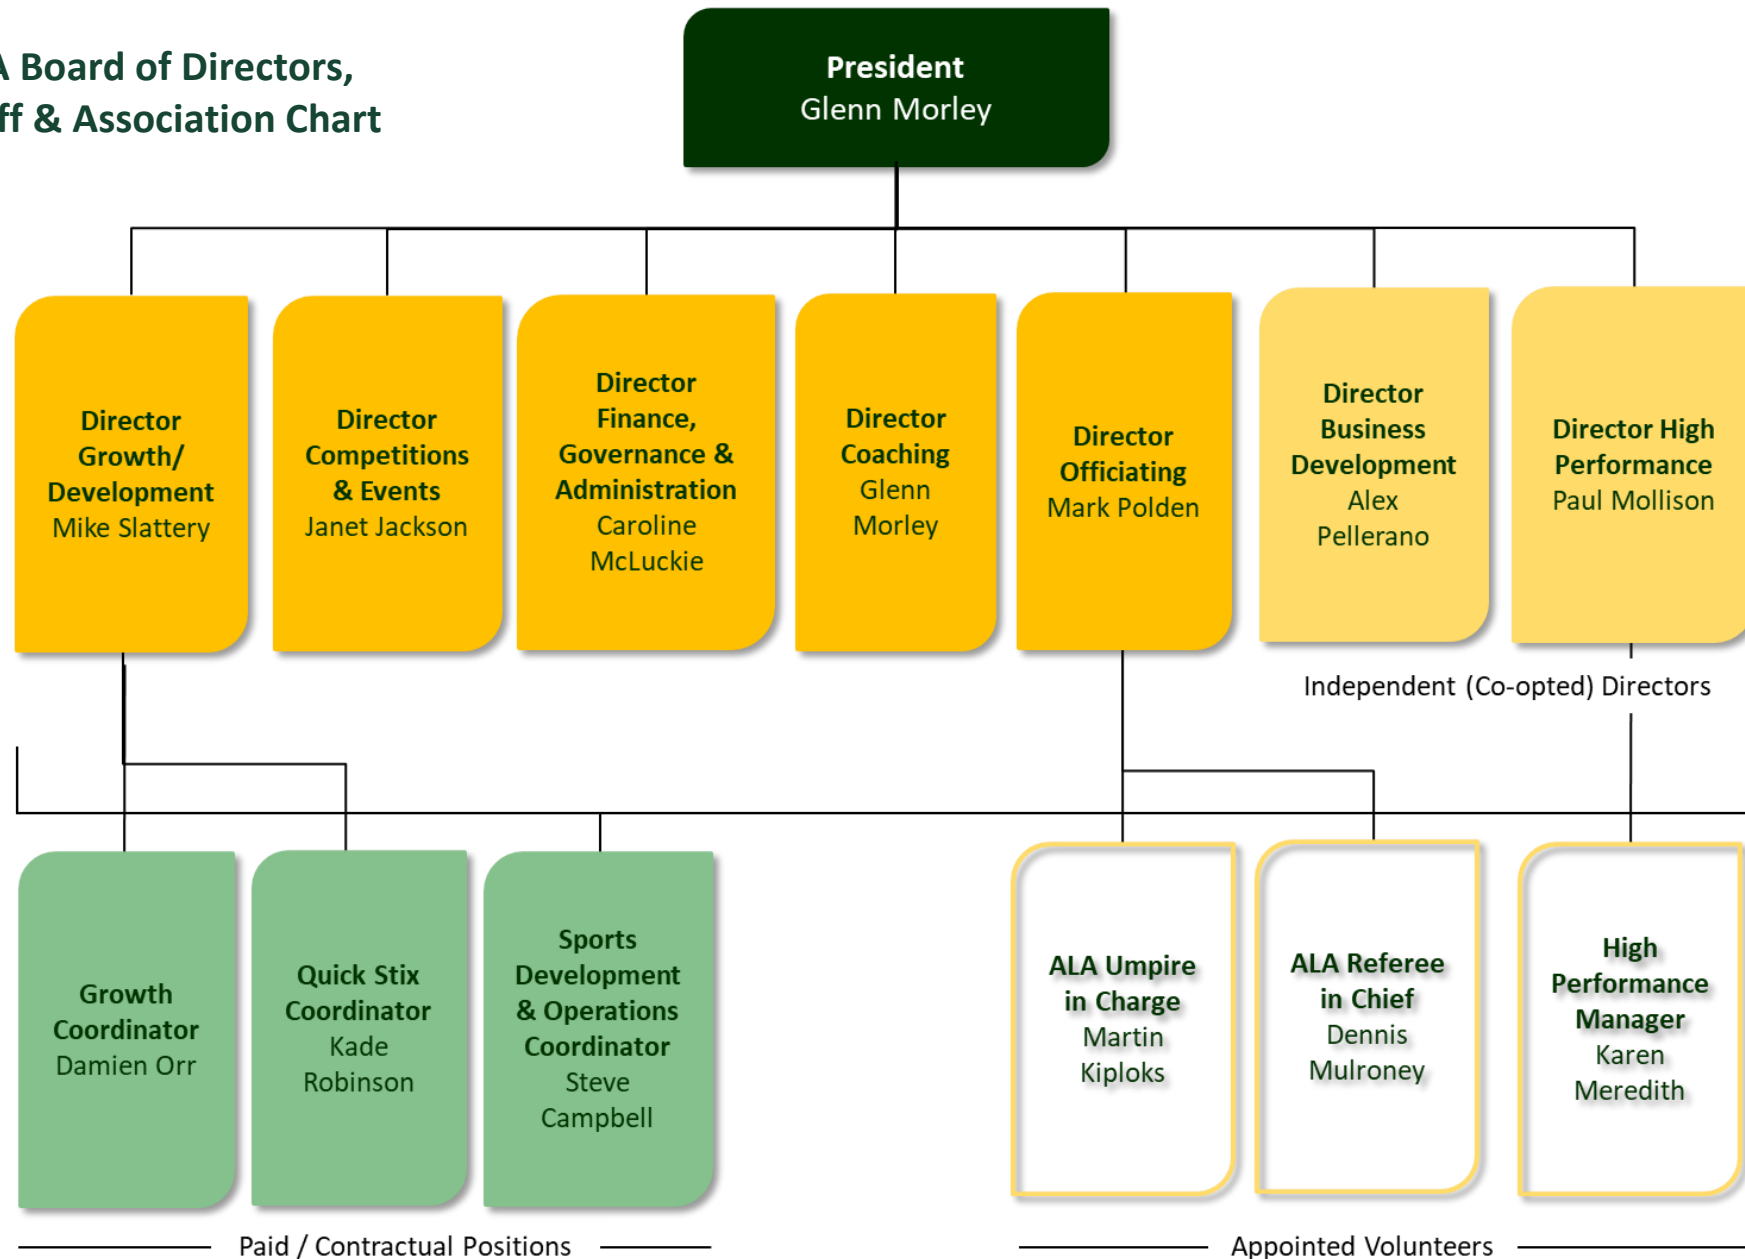 A Board of Directors,
ff & Association Chart
President
Glenn Morley
Director
Growth/
Development
Mike Slattery
Director
Competitions
& Events
Janet Jackson
Director
Finance,
Governance &
Administration
Caroline
McLuckie
Director
Coaching
Glenn
Morley
Director
Officiating
Mark Polden
Director
Business
Development
Alex
Pellerano
Director High
Performance
Paul Mollison
Independent (Co-opted) Directors
Growth
Coordinator
Damien Orr
Quick Stix
Coordinator
Kade
Robinson
Sports
Development
& Operations
Coordinator
Steve
Campbell
ALA Umpire
in Charge
Martin
Kiploks
ALA Referee
in Chief
Dennis
Mulroney
High
Performance
Manager
Karen
Meredith
Paid / Contractual Positions
Appointed Volunteers